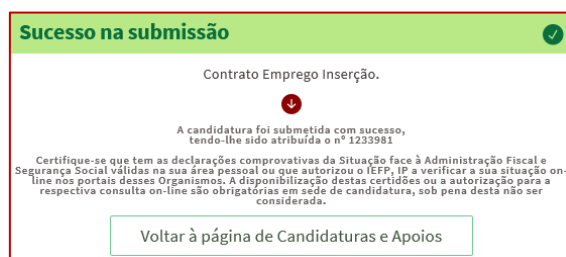 Sucesso na submissão
Contrato Emprego Inserção.
A candidatura foi submetida com sucesso,
tendo-lhe sido atribuída o nº 1233981
Certifique-se que tem as declarações comprovativas da Situação face à Administração Fiscal e
Segurança Social válidas na sua área pessoal ou que autorizou o IEFP, IP a verificar a sua situação on-
line nos portais desses Organismos. A disponibilização destas certidões ou a autorização para a
respectiva consulta on-line são obrigatórias em sede de candidatura, sob pena desta não ser
considerada.
Voltar à página de Candidaturas e Apoios